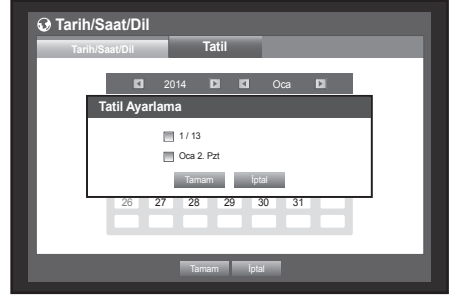 Tarih/Saat/Dil
Tarih/Saat/Dil Tatil
2014 Oca
Tatil Ayarlama
1 / 13
Oca 2. Pzt
Tamam İptal
26 27 28 29 30 31
Tamam İptal